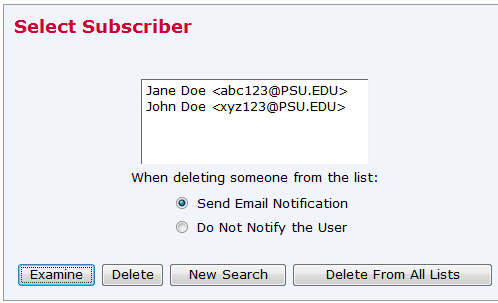 Select Subscriber
Jane Doe <abc123@PSU.EDU>
John Doe <xyz123@PSU.EDU>
When deleting someone from the list:
Send Email Notification
Do Not Notify the User
Examine Delete New Search Delete From All Lists